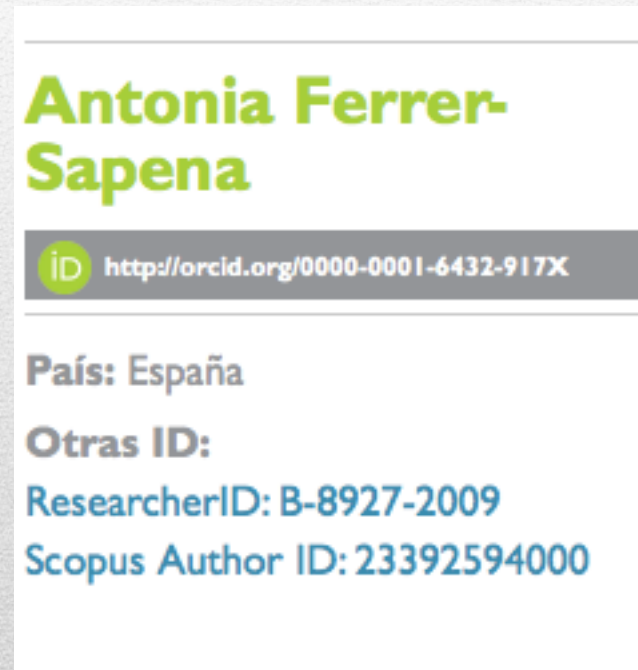 Antonia Ferrer-
Sapena
iD http://orcid.org/0000-0001-6432-917X
País: España
Otras ID:
ResearcherID: B-8927-2009
Scopus Author ID: 23392594000